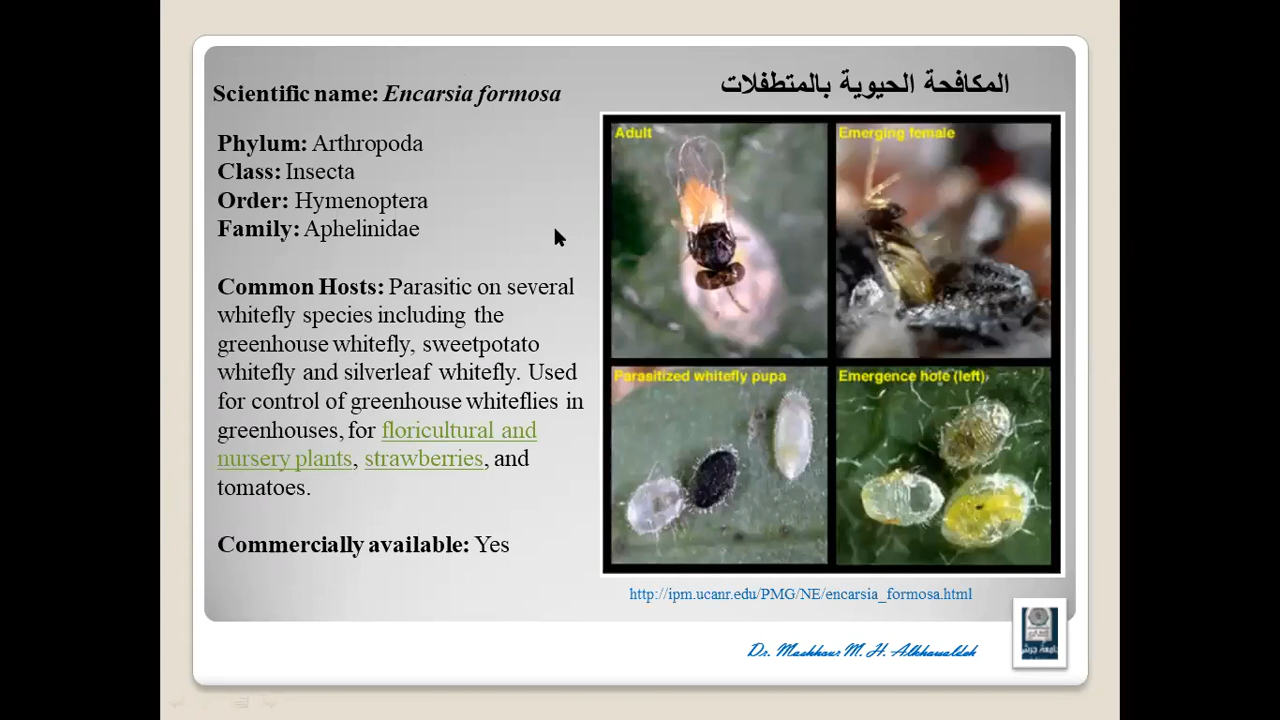 المكافحة الحيوية بالمتطفلات
Scientific name: Encarsia formosa
Phylum: Arthropoda
Class: Insecta
Order: Hymenoptera
Family: Aphelinidae
Common Hosts: Parasitic on several
whitefly species including the
greenhouse whitefly, sweetpotato
whitefly and silverleaf whitefly. Used
for control of greenhouse whiteflies in
greenhouses, for floricultural and
nursery plants, strawberries, and
tomatoes.
Commercially available: Yes
Adult
Emerging female
Parasitized whitefly pupa
Emergence hole (left)
http://ipm.ucanr.edu/PMG/NE/encarsia_formosa.html
Dr. Mashhour M. H. Alkhawaldeh